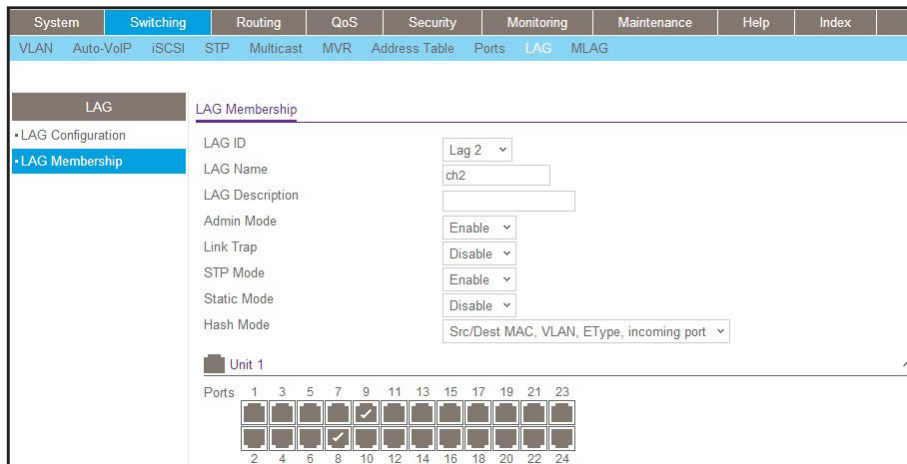 System Switching Routing QoS Security Monitoring Maintenance Help Index
VLAN Auto-VoIP iSCSI STP Multicast MVR Address Table Ports LAG MLAG
LAG
LAG Configuration
LAG Membership
LAG Membership
LAG ID Lag 2
LAG Name ch2
LAG Description
Admin Mode Enable
Link Trap Disable
STP Mode Enable
Static Mode Disable
Hash Mode Src/Dest MAC, VLAN, EType, incoming port
Unit 1
Ports 1 3 5 7 9 11 13 15 17 19 21 23
2 4 6 8 10 12 14 16 18 20 22 24